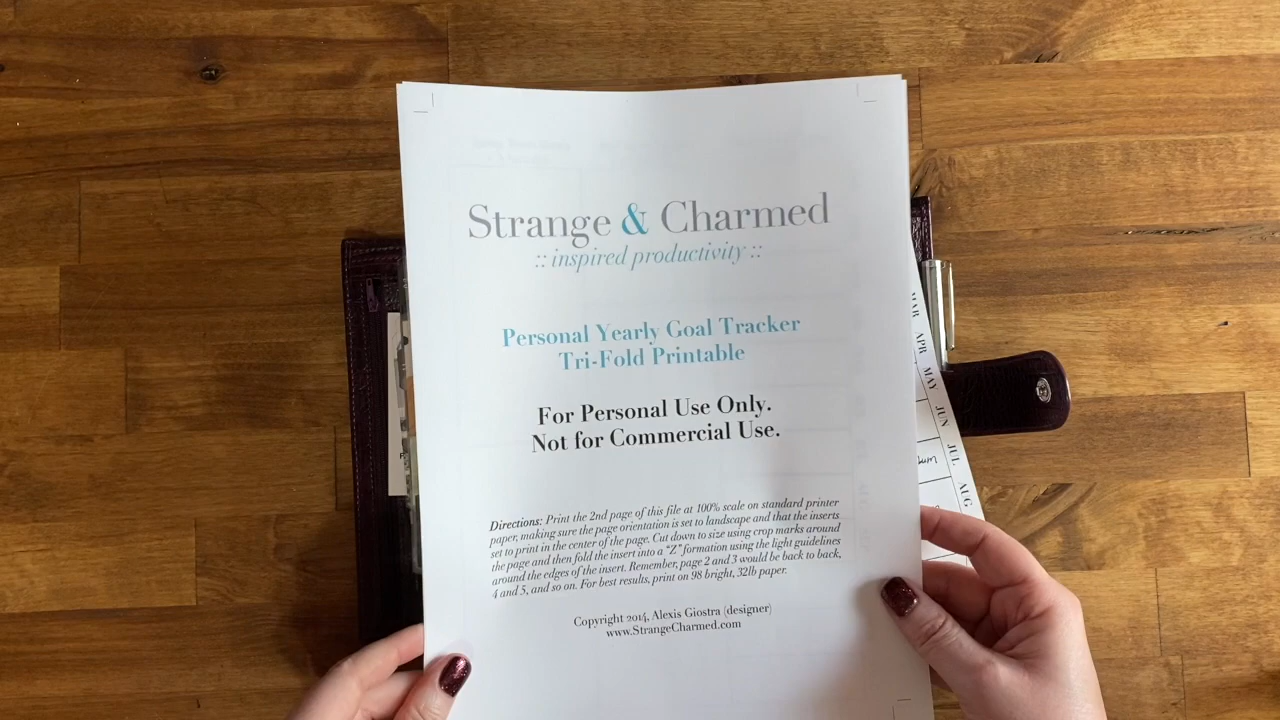 Strange & Charmed
:: inspired productivity ::
Personal Yearly Goal Tracker
Tri-Fold Printable
For Personal Use Only.
Not for Commercial Use.
Directions: Print the 2nd page of this file at 100% scale on standard printer
paper, making sure the page orientation is set to landscape and that the inserts
set to print in the center of the page. Cut down to size using crop marks around
the page and then fold the insert into a "Z" formation using the light guidelines
around the edges of the insert. Remember, page 2 and 3 would be back to back,
4 and 5, and so on. For best results, print on 98 bright, 32lb paper.
Copyright 2014, Alexis Giostra (designer)
www.StrangeCharmed.com
MAR
APR
MAY
JUN
JUL
AUG